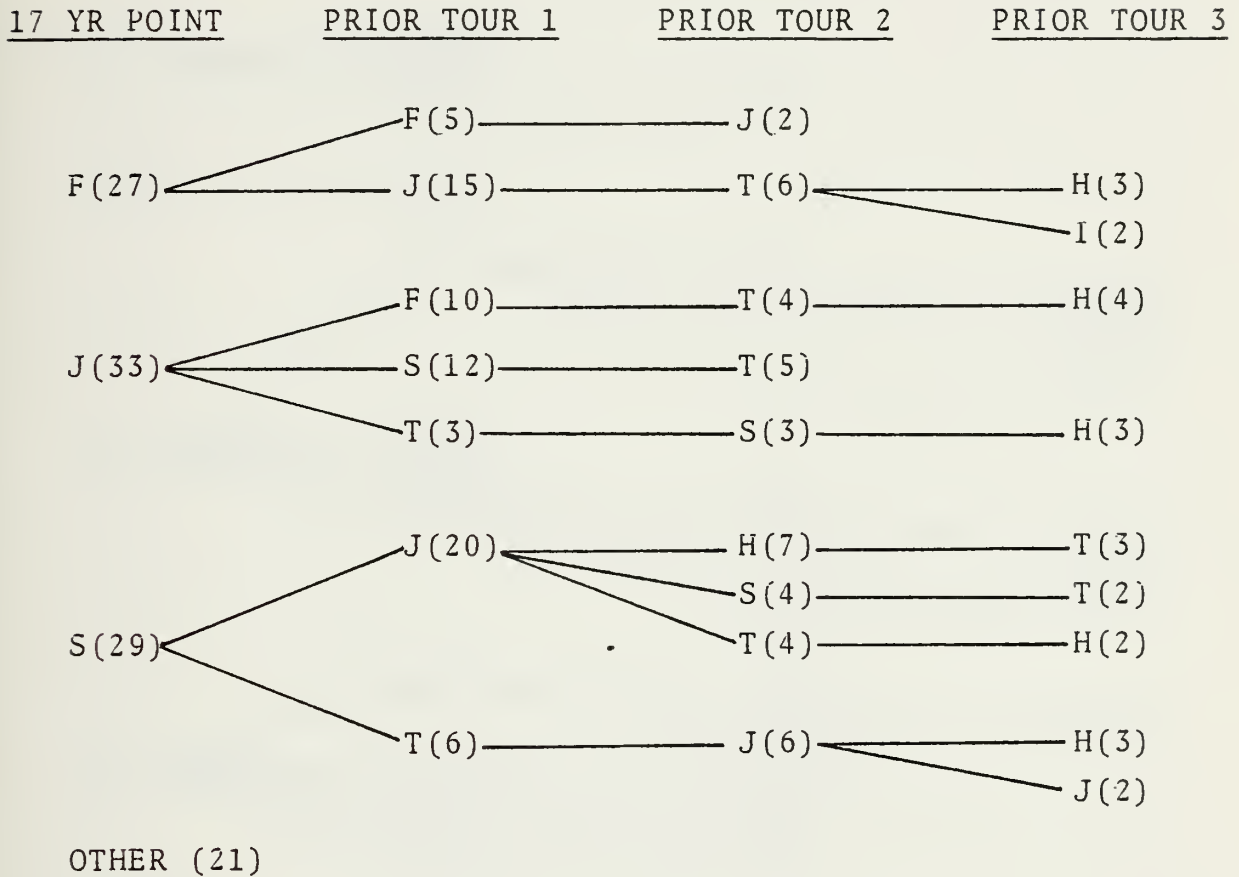 17 YR POINT PRIOR TOUR 1 PRIOR TOUR 2 PRIOR TOUR 3
F(5) J(2)
F(27) J(15) T(6) H(3)
I(2)
F(10) T(4) H(4)
J(33) S(12) T(5)
T(3) S(3) H(3)
J(20) H(7) T(3)
S(4) T(2)
S(29) T(4) H(2)
T(6) J(6) H(3)
J(2)
OTHER (21)